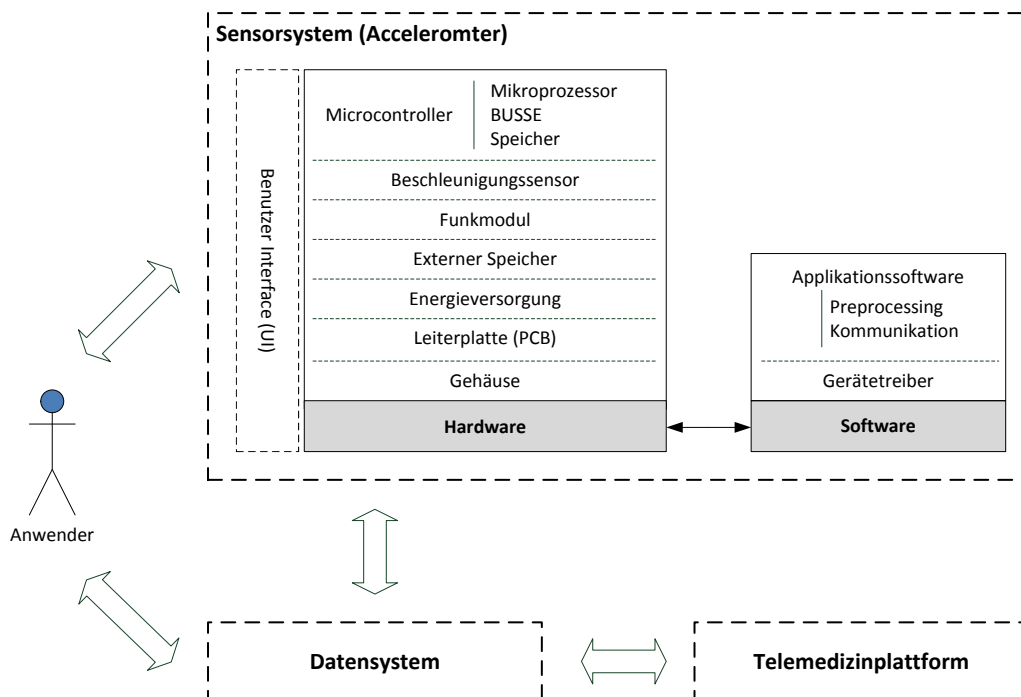 Sensorsystem (Acceleromter)
Benutzer Interface (UI)
Microcontroller
Mikroprozessor
BUSSE
Speicher
Beschleunigungssensor
Funkmodul
Externer Speicher
Energieversorgung
Leiterplatte (PCB)
Gehäuse
Hardware
Applikationssoftware
Preprocessing
Kommunikation
Gerätetreiber
Software
Anwender
Datensystem
Telemedizinplattform